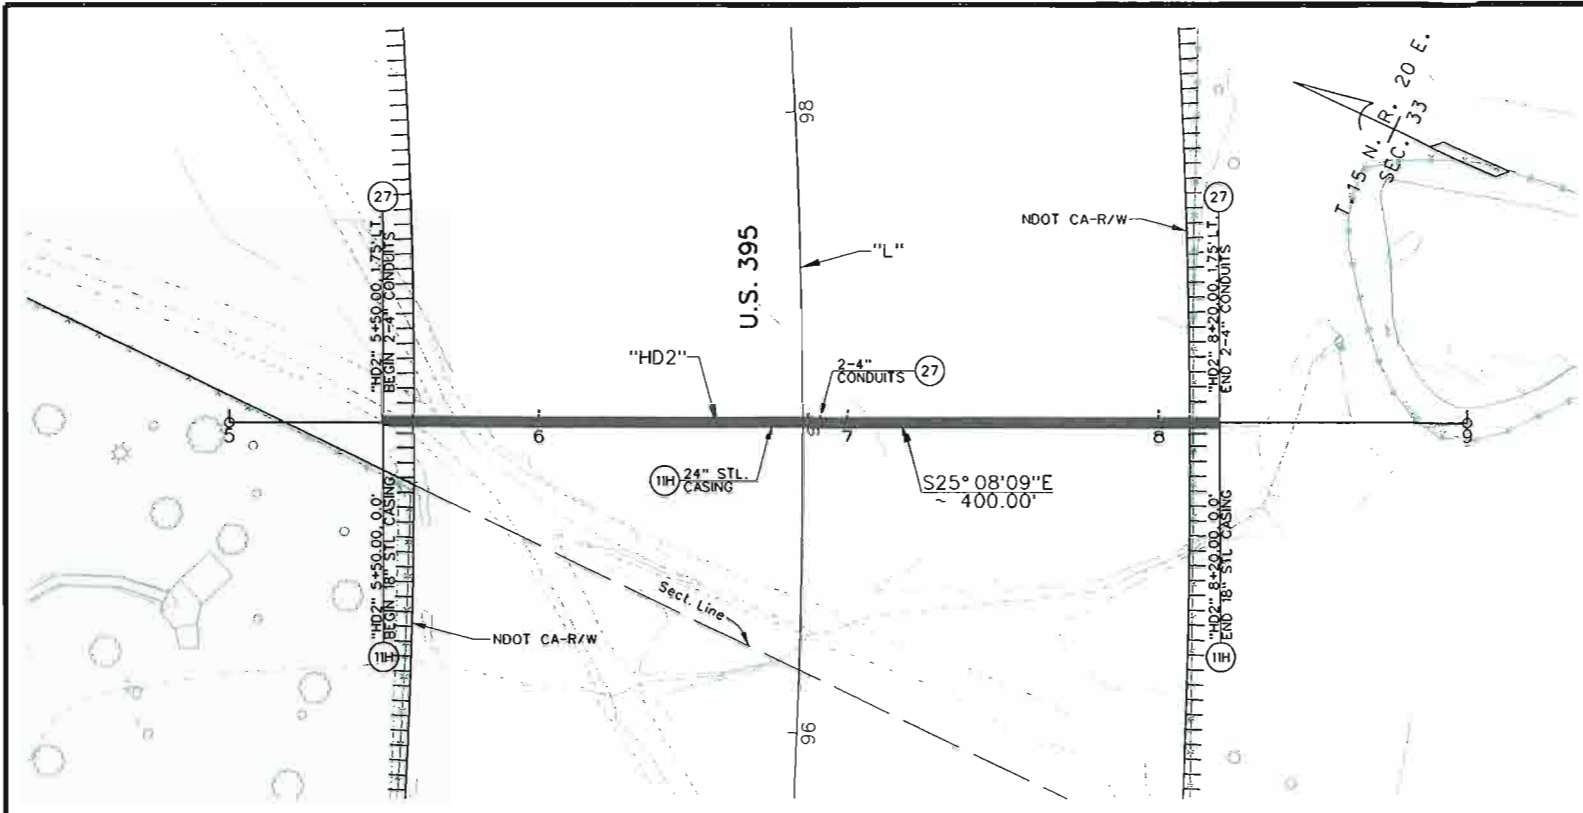 T. 15 N. R. 20 E.
SEC. 33
98
27
27
NDOT CA-R/W
"HD2" 5+50.00, 1.75' LT.
BEGIN 2-4" CONDUITS
U.S. 395
"L"
"HD2" 8+20.00, 1.75' LT.
END 2-4" CONDUITS
"HD2"
2-4"
CONDUITS
27
5
6
7
8
9
11H
24" STL.
CASING
S25° 08'09"E
~ 400.00'
"HD2" 5+50.00, 0.0'
BEGIN 18" STL CASING
"HD2" 8+20.00, 0.0'
END 18" STL CASING
Sect. Line
NDOT CA-R/W
11H
11H
96